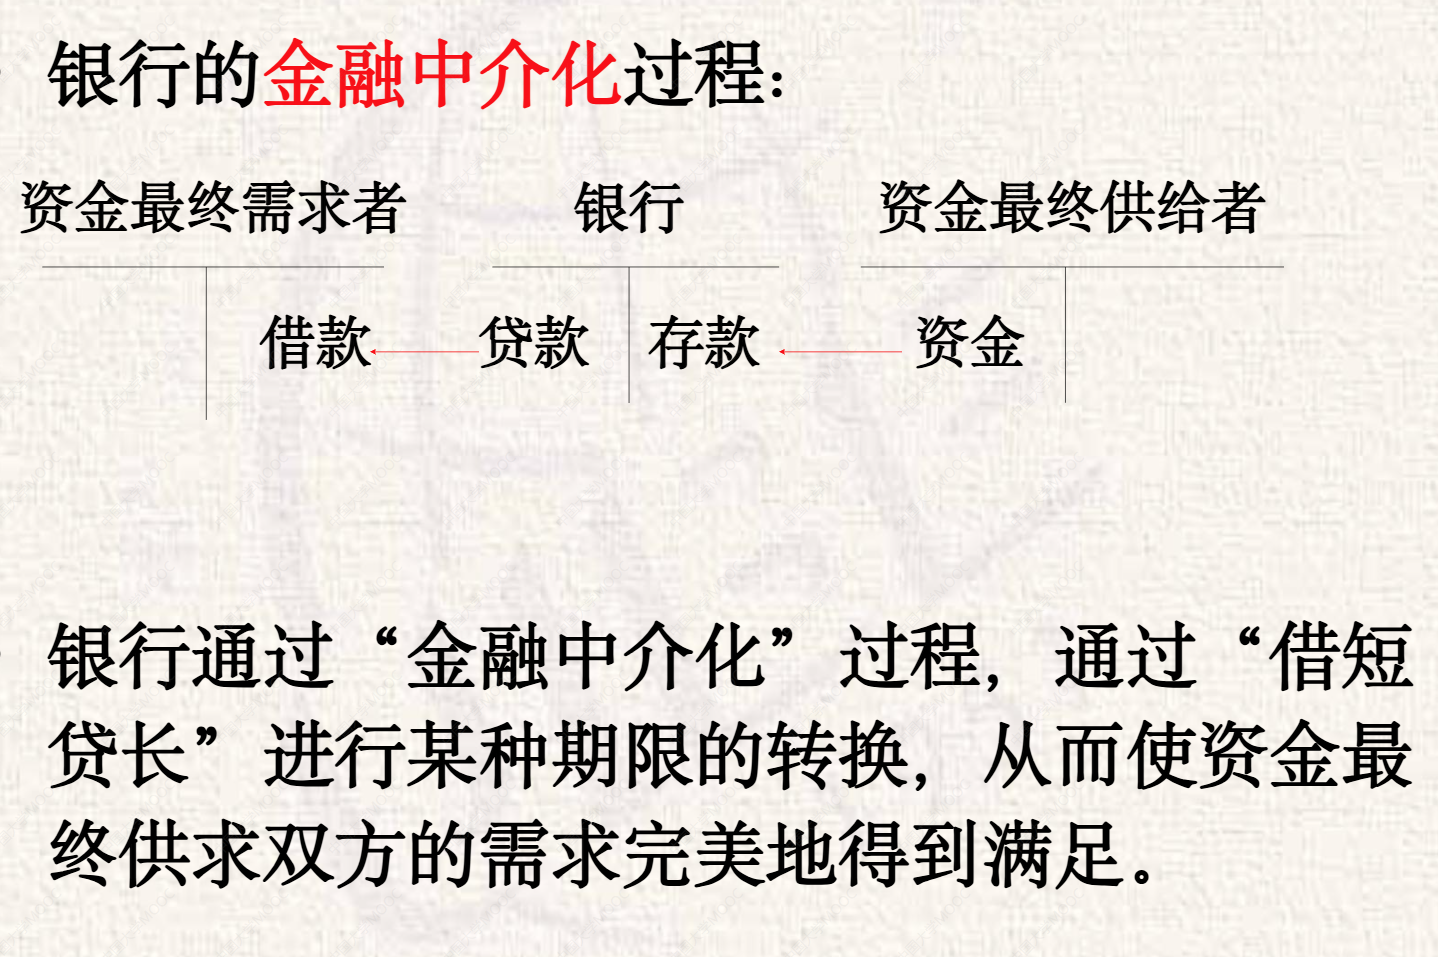 银行的金融中介化过程:
资金最终需求者 银行 资金最终供给者
借款 贷款 存款 资金
银行通过“金融中介化”过程，通过“借短
贷长”进行某种期限的转换，从而使资金最
终供求双方的需求完美地得到满足。